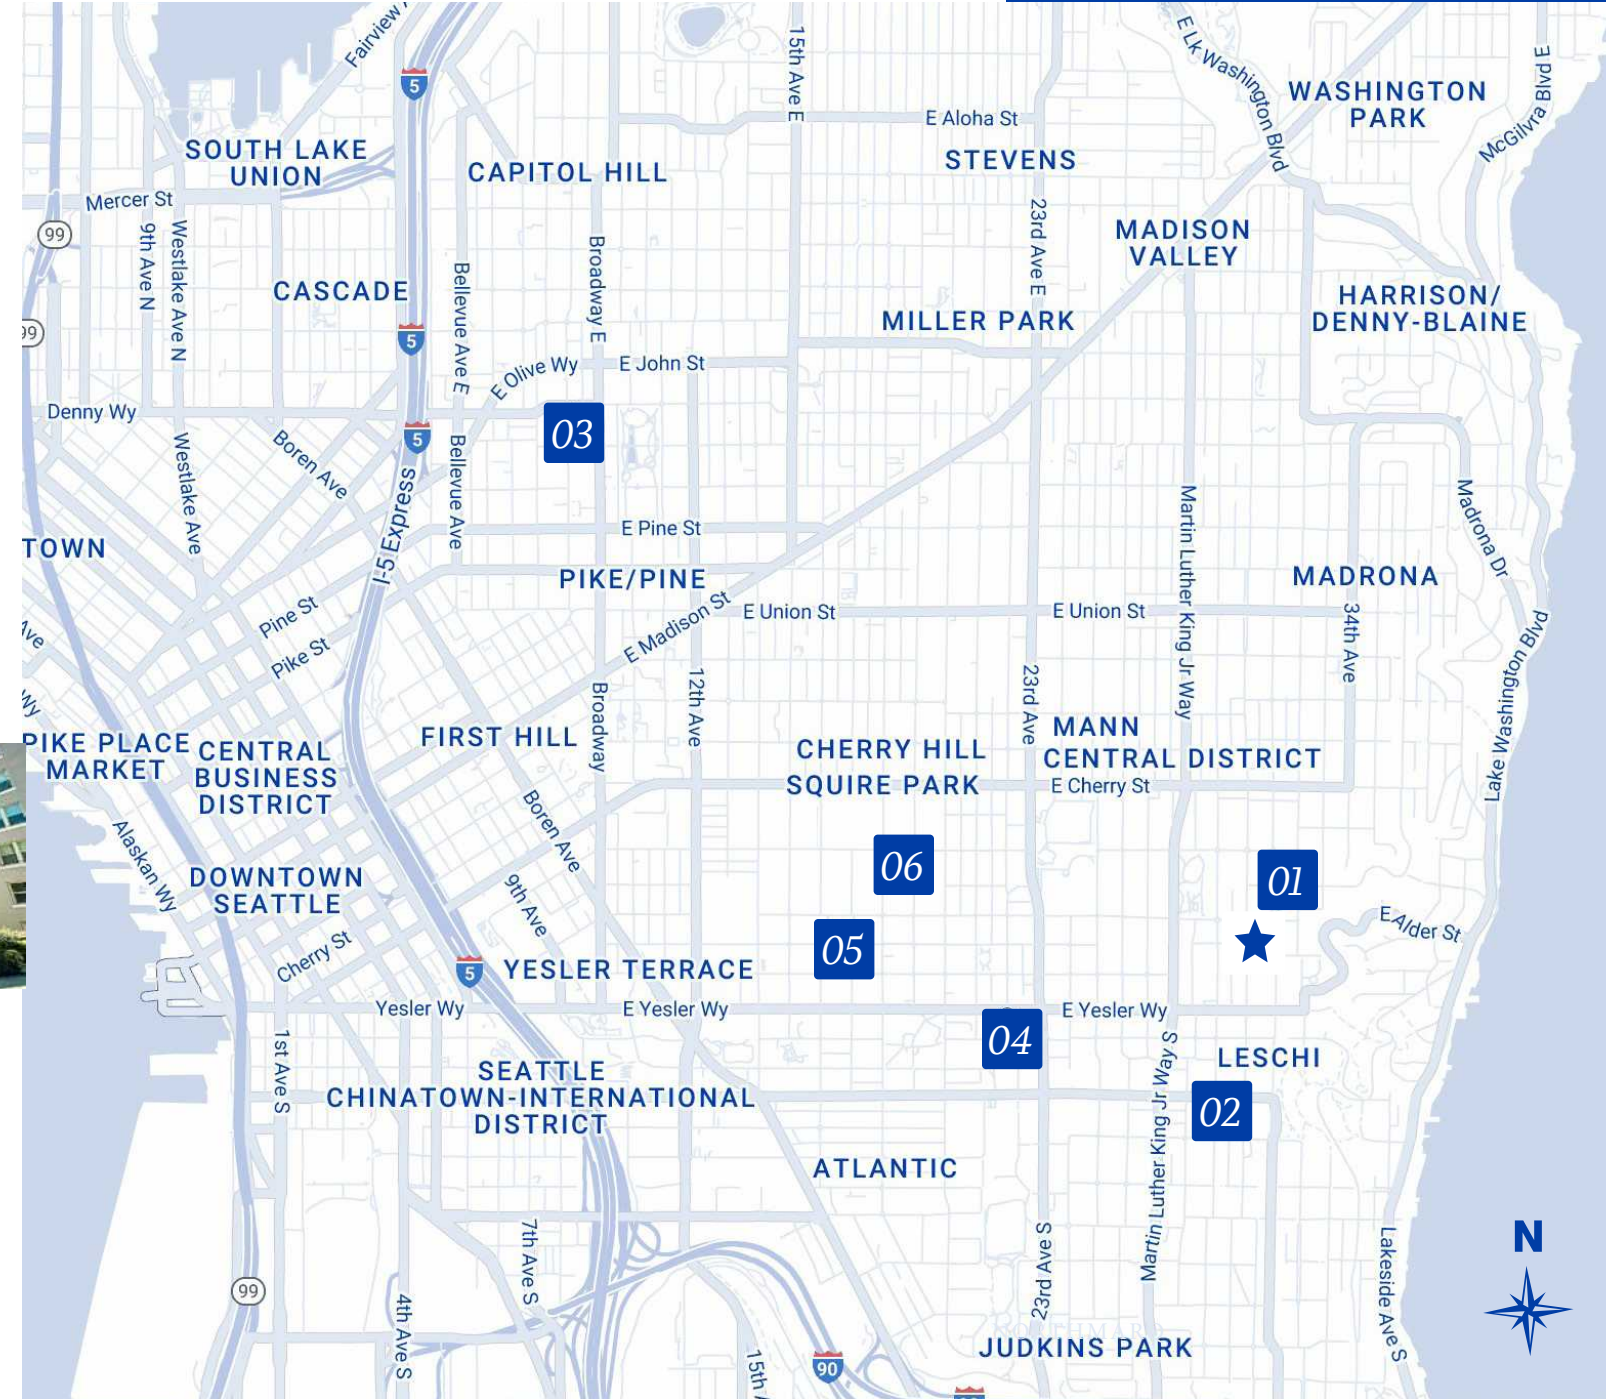 Fairview
5
15th Ave E
E Lk Washington Blvd
WASHINGTON
PARK
McGilvra Blvd E
E Aloha St
SOUTH LAKE
UNION
CAPITOL HILL
STEVENS
Mercer St
99
9th Ave N
Westlake Ave N
23rd Ave E
MADISON
VALLEY
CASCADE
Bellevue Ave E
Broadway E
HARRISON/
DENNY-BLAINE
99
5
MILLER PARK
E Olive Wy
E John St
Denny Wy
5
03
Westlake Ave
Boren Ave
Bellevue Ave
I-5 Express
Martin Luther King Jr Way
Madrona Dr
E Pine St
TOWN
PIKE/PINE
MADRONA
Pine St
E Madison St
E Union St
E Union St
34th Ave
Lake Washington Blvd
Ave
Pike St
Wy
Broadway
12th Ave
23rd Ave
MANN
PIKE PLACE
MARKET
CENTRAL
BUSINESS
DISTRICT
FIRST HILL
CHERRY HILL
SQUIRE PARK
CENTRAL DISTRICT
E Cherry St
Alaskan Wy
Boren Ave
06
01
DOWNTOWN
SEATTLE
9th Ave
E Alder St
Cherry St
05
5
YESLER TERRACE
Yesler Wy
E Yesler Wy
E Yesler Wy
04
1st Ave S
SEATTLE
CHINATOWN-INTERNATIONAL
DISTRICT
LESCHI
Martin Luther King Jr Way S
02
ATLANTIC
7th Ave S
23rd Ave S
Lakeside Ave S
N
99
4th Ave S
15th
90
JUDKINS PARK